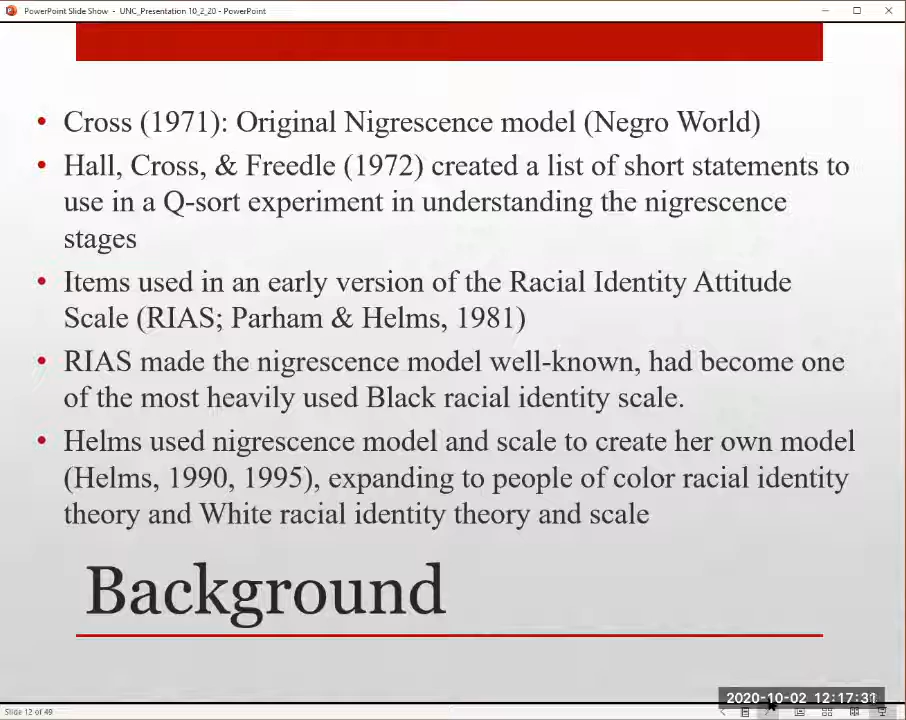 PowerPoint Slide Show - UNC_Presentation 10_2_20 - PowerPoint
• Cross (1971): Original Nigrescence model (Negro World)
• Hall, Cross, & Freedle (1972) created a list of short statements to
use in a Q-sort experiment in understanding the nigrescence
stages
• Items used in an early version of the Racial Identity Attitude
Scale (RIAS; Parham & Helms, 1981)
• RIAS made the nigrescence model well-known, had become one
of the most heavily used Black racial identity scale.
• Helms used nigrescence model and scale to create her own model
(Helms, 1990, 1995), expanding to people of color racial identity
theory and White racial identity theory and scale
Background
2020-10-02 12:17:31
Slide 12 of 49